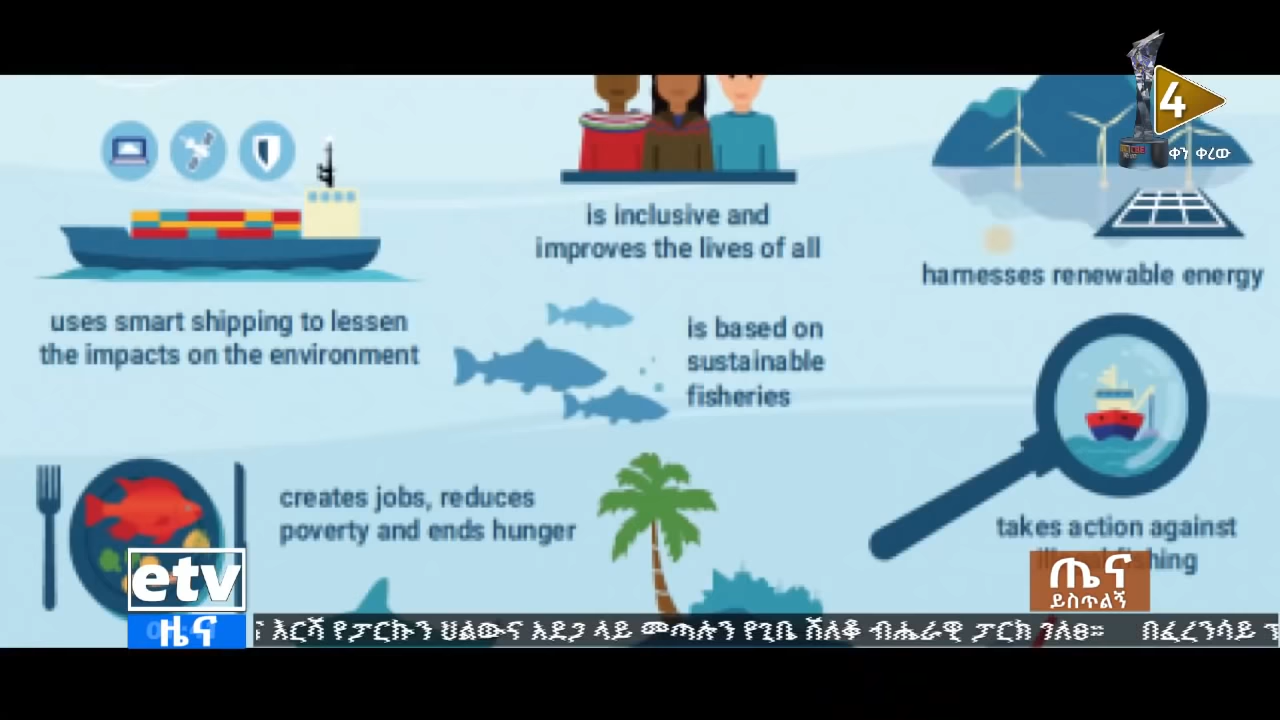 4
ቀን ቀረው
is inclusive and
improves the lives of all
harnesses renewable energy
uses smart shipping to lessen
the impacts on the environment
is based on
sustainable
fisheries
creates jobs, reduces
poverty and ends hunger
takes action against
fishing
etv
ዜና
ጤና
ይስጥልኝ
እርሻ የፓርኩን ህልውና አደጋ ላይ መጣሉን የጊቤ ሸለቆ ብሔራዊ ፓርክ ገለፀ። በፈረንሳይ